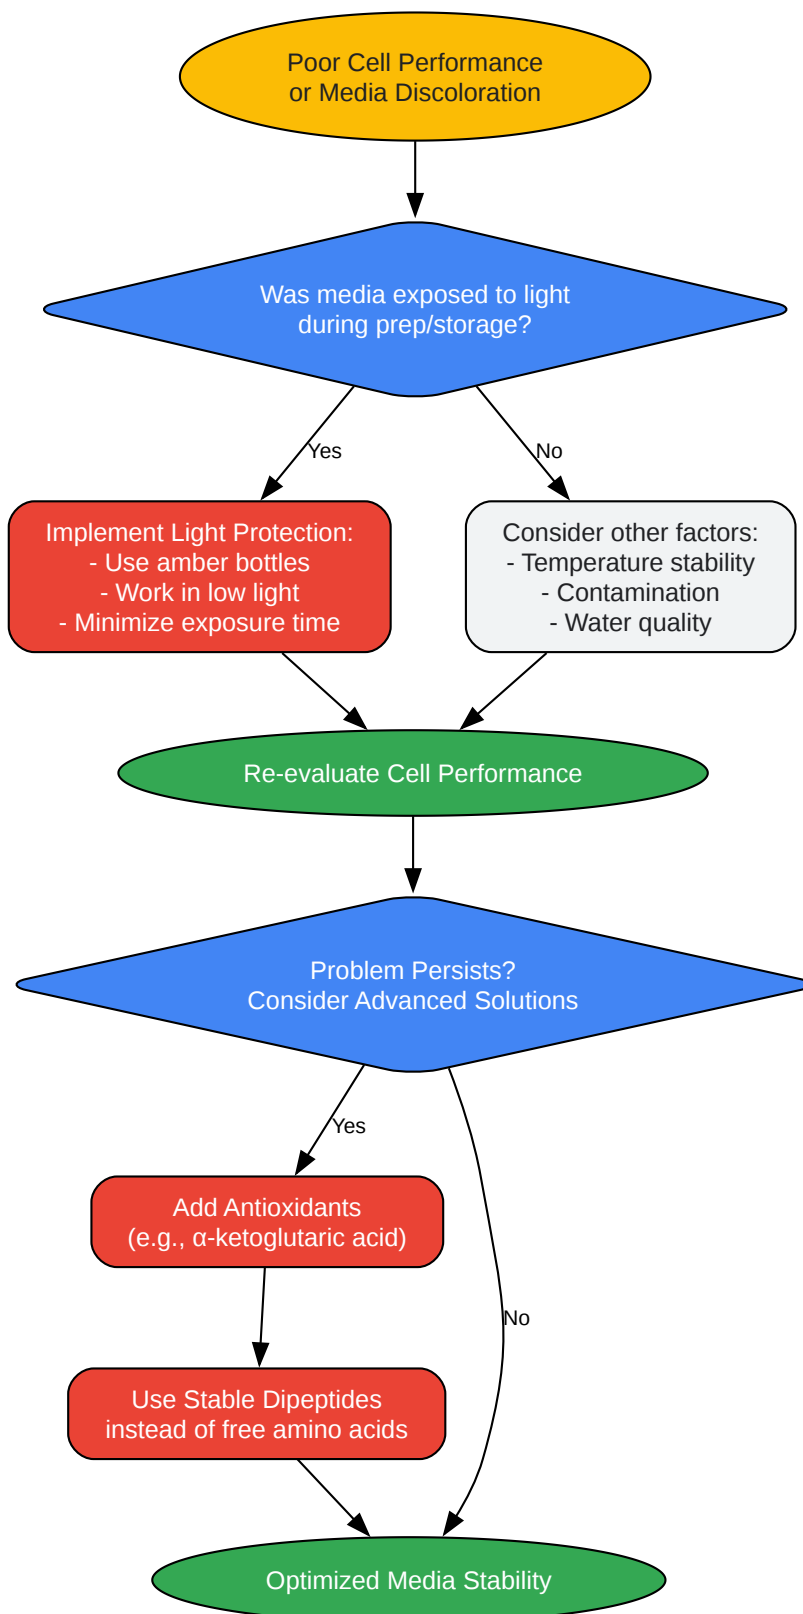 Poor Cell Performance
or Media Discoloration
Was media exposed to light
during prep/storage?
Yes
No
Implement Light Protection:
- Use amber bottles
- Work in low light
- Minimize exposure time
Consider other factors:
- Temperature stability
- Contamination
- Water quality
Re-evaluate Cell Performance
Problem Persists?
Consider Advanced Solutions
Yes
Add Antioxidants
(e.g., α-ketoglutaric acid)
No
Use Stable Dipeptides
instead of free amino acids
Optimized Media Stability